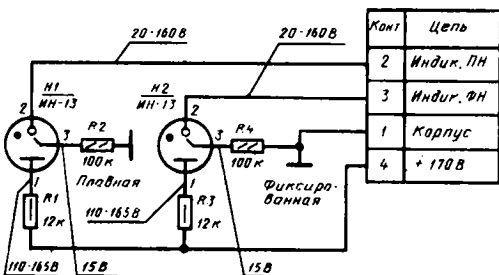 20-160В
20-160В
Конт Цепь
2 Индик. ПН
3 Индик. ФН
1 Корпус
4 + 170В
Н1
ИН-13
Н2
ИН-13
2
2
3
R2
100к
3
R4
100к
Плавная
Фиксиро-
ванная
1
1
110-165В
R1
12к
R3
12к
110-165В
15В
15В